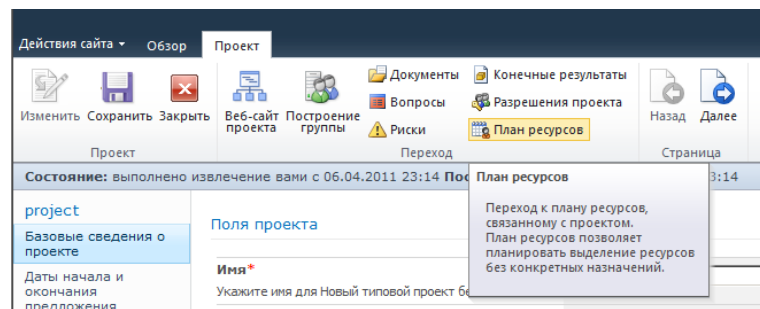 Действия сайта Обзор Проект
Документы Конечные результаты
Вопросы Разрешения проекта
Изменить Сохранить Закрыть Веб-сайт проекта Построение группы Назад Далее
Риски План ресурсов
Проект Переход Страница
Состояние: выполнено извлечение вами с 06.04.2011 23:14 3:14
План ресурсов
Переход к плану ресурсов,
связанному с проектом.
План ресурсов позволяет
планировать выделение ресурсов
без конкретных назначений.
project
Базовые сведения о
проекте
Даты начала и
окончания
предложения
Поля проекта
Имя*
Укажите имя для Новый типовой проект